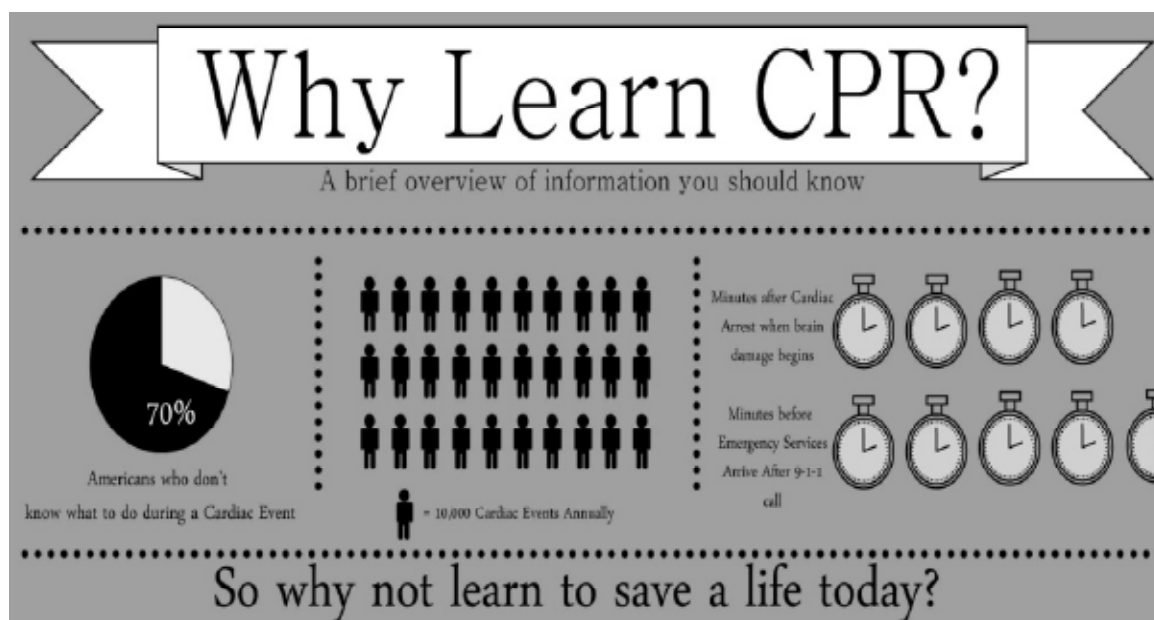 Why Learn CPR?
A brief overview of information you should know
70%
Americans who don't
know what to do during a Cardiac Event
= 10,000 Cardiac Events Annually
Minutes after Cardiac
Arrest when brain
damage begins
Minutes before
Emergency Services
Arrive After 9-1-1
call
So why not learn to save a life today?